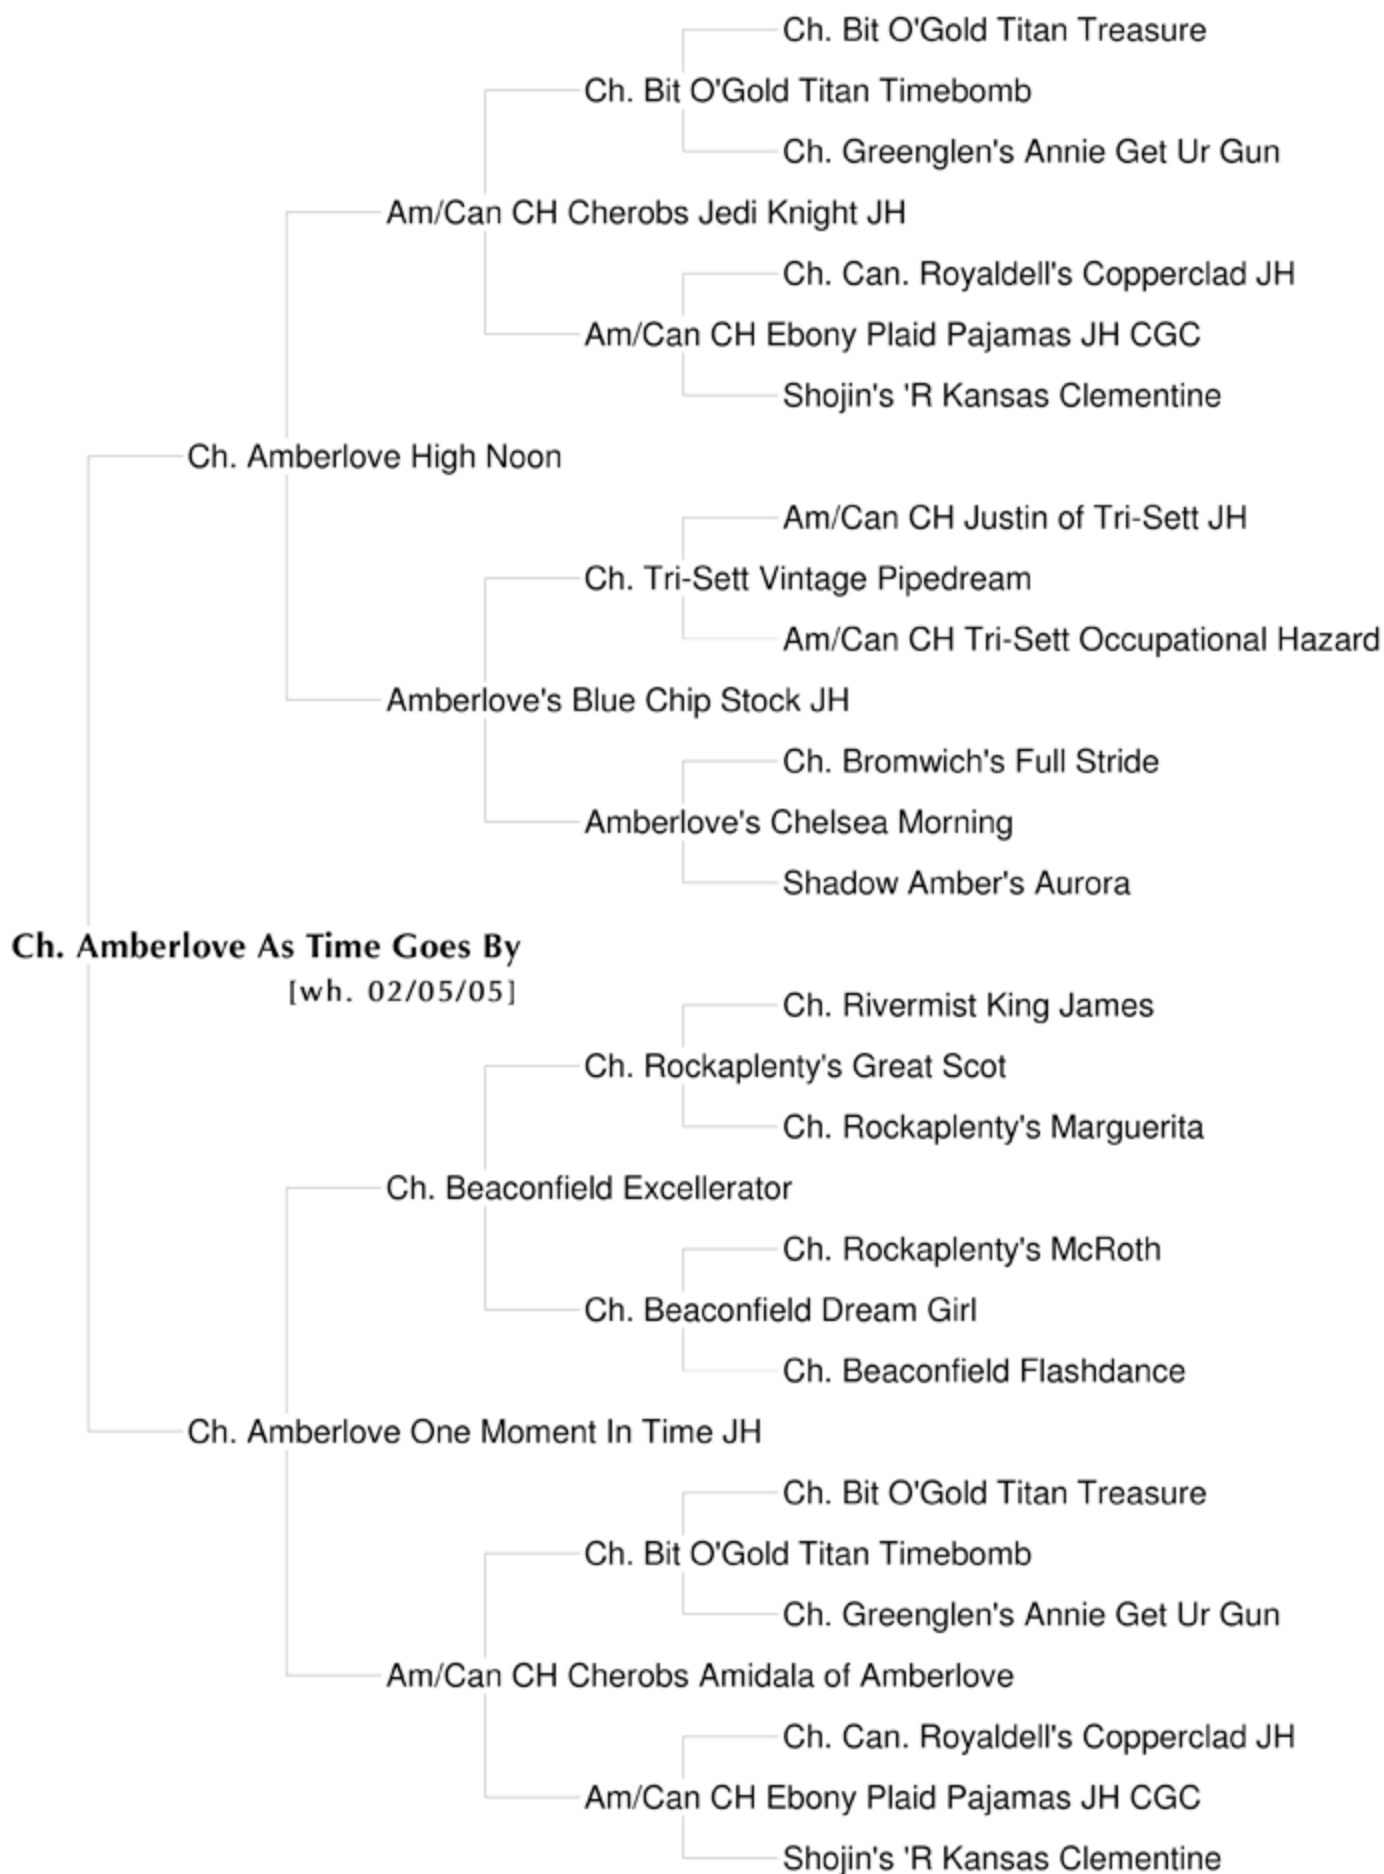 Ch. Bit O'Gold Titan Treasure
Ch. Bit O'Gold Titan Timebomb
Ch. Greenglen's Annie Get Ur Gun
Am/Can CH Cherobs Jedi Knight JH
Ch. Can. Royaldell's Copperclad JH
Am/Can CH Ebony Plaid Pajamas JH CGC
Shojin's 'R Kansas Clementine
Ch. Amberlove High Noon
Am/Can CH Justin of Tri-Sett JH
Ch. Tri-Sett Vintage Pipedream
Am/Can CH Tri-Sett Occupational Hazard
Amberlove's Blue Chip Stock JH
Ch. Bromwich's Full Stride
Amberlove's Chelsea Morning
Shadow Amber's Aurora
Ch. Amberlove As Time Goes By
[wh. 02/05/05]
Ch. Rivermist King James
Ch. Rockaplenty's Great Scot
Ch. Rockaplenty's Marguerita
Ch. Beaconfield Excellerator
Ch. Rockaplenty's McRoth
Ch. Beaconfield Dream Girl
Ch. Beaconfield Flashdance
Ch. Amberlove One Moment In Time JH
Ch. Bit O'Gold Titan Treasure
Ch. Bit O'Gold Titan Timebomb
Ch. Greenglen's Annie Get Ur Gun
Am/Can CH Cherobs Amidala of Amberlove
Ch. Can. Royaldell's Copperclad JH
Am/Can CH Ebony Plaid Pajamas JH CGC
Shojin's 'R Kansas Clementine